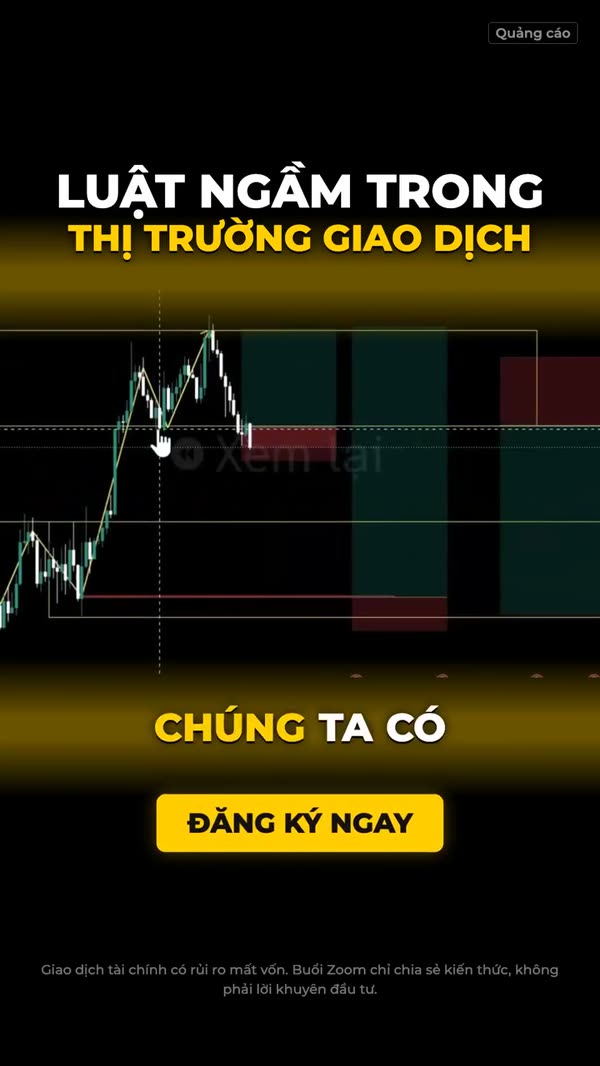 Quảng cáo
LUẬT NGẦM TRONG
THỊ TRƯỜNG GIAO DỊCH
Xem lại
CHÚNG TA CÓ
ĐĂNG KÝ NGAY
Giao dịch tài chính có rủi ro mất vốn. Buổi Zoom chỉ chia sẻ kiến thức, không
phải lời khuyên đầu tư.